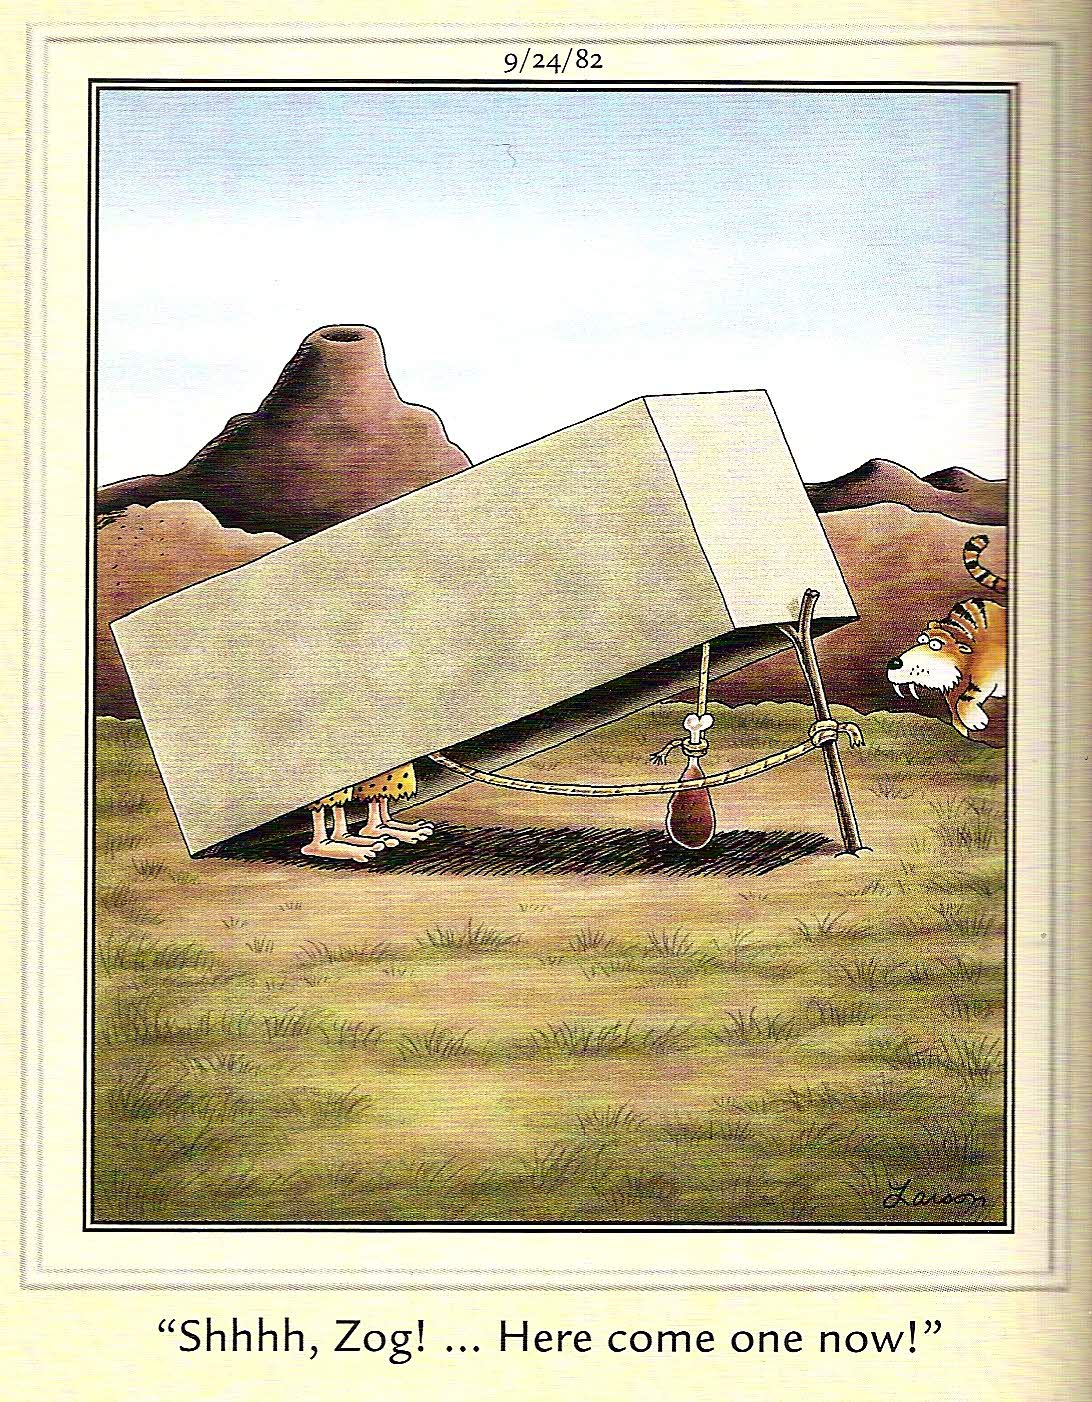 9/24/82
Larson
“Shhhh, Zog! ... Here come one now!”